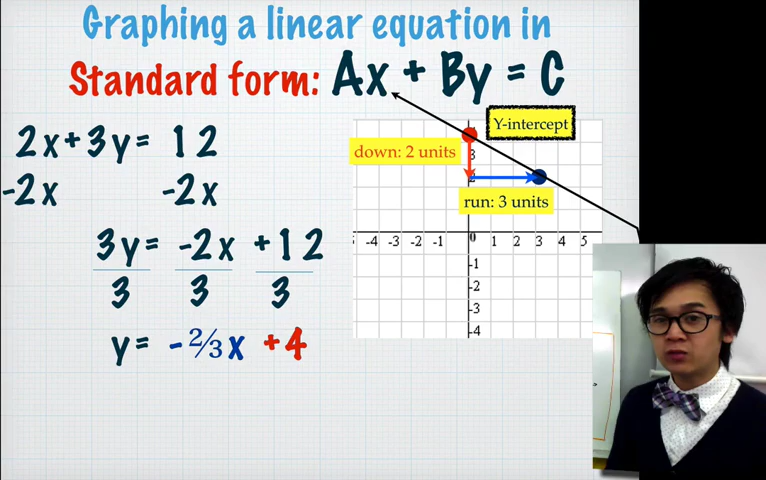 Graphing a linear equation in
Standard form: Ax + By = C
2x+3y= 12
-2x -2x
3y= -2x +12
3 3 3
y= -⅔x +4
Y-intercept
down: 2 units
3
run: 3 units
-4 -3 -2 -1 0 1 2 3 4 5
-1
-2
-3
-4